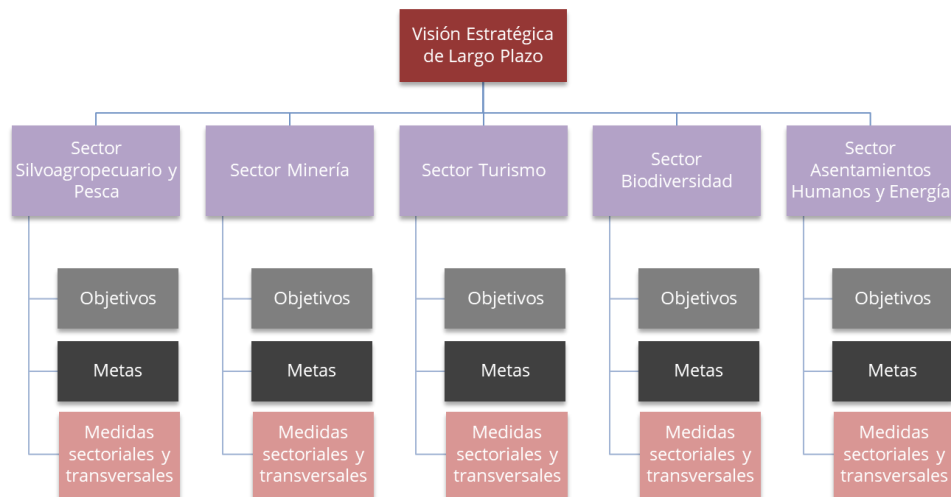 Visión Estratégica
de Largo Plazo
Sector
Silvoagropecuario y
Pesca
Sector Minería
Sector Turismo
Sector
Biodiversidad
Sector
Asentamientos
Humanos y Energía
Objetivos
Objetivos
Objetivos
Objetivos
Objetivos
Metas
Metas
Metas
Metas
Metas
Medidas
sectoriales y
transversales
Medidas
sectoriales y
transversales
Medidas
sectoriales y
transversales
Medidas
sectoriales y
transversales
Medidas
sectoriales y
transversales